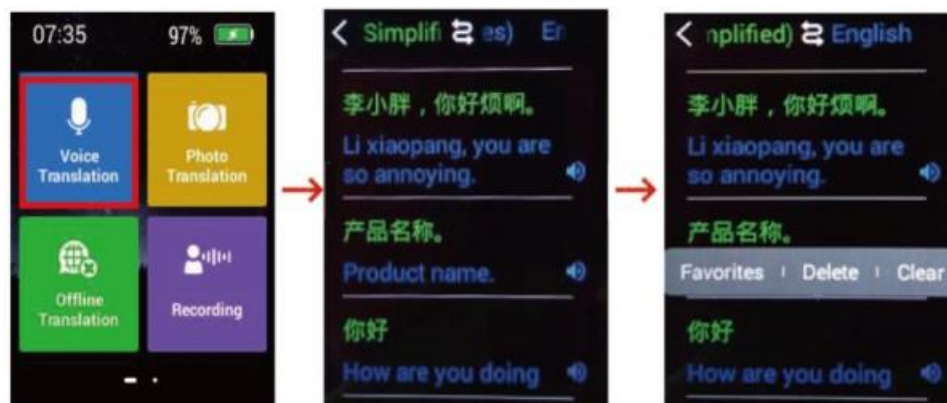 07:35 97%
Voice Translation
Photo Translation
Offline Translation
Recording
Simplifi es) En
李小胖，你好烦啊。
Li xiaopang, you are
so annoying.
产品名称。
Product name.
你好
How are you doing
nplified) English
李小胖，你好烦啊。
Li xiaopang, you are
so annoying.
产品名称。
Favorites Delete Clear
你好
How are you doing